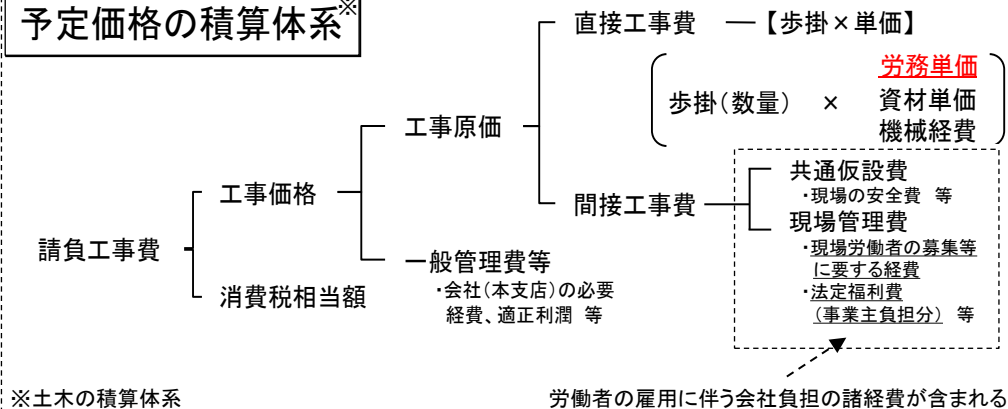 予定価格の積算体系※
直接工事費 ― 【歩掛×単価】
労務単価
歩掛(数量) × 資材単価
機械経費
工事原価
共通仮設費
・現場の安全費 等
工事価格
間接工事費
現場管理費
・現場労働者の募集等
に要する経費
・法定福利費
(事業主負担分) 等
請負工事費
一般管理費等
・会社(本支店)の必要
経費、適正利潤 等
消費税相当額
※土木の積算体系
労働者の雇用に伴う会社負担の諸経費が含まれる